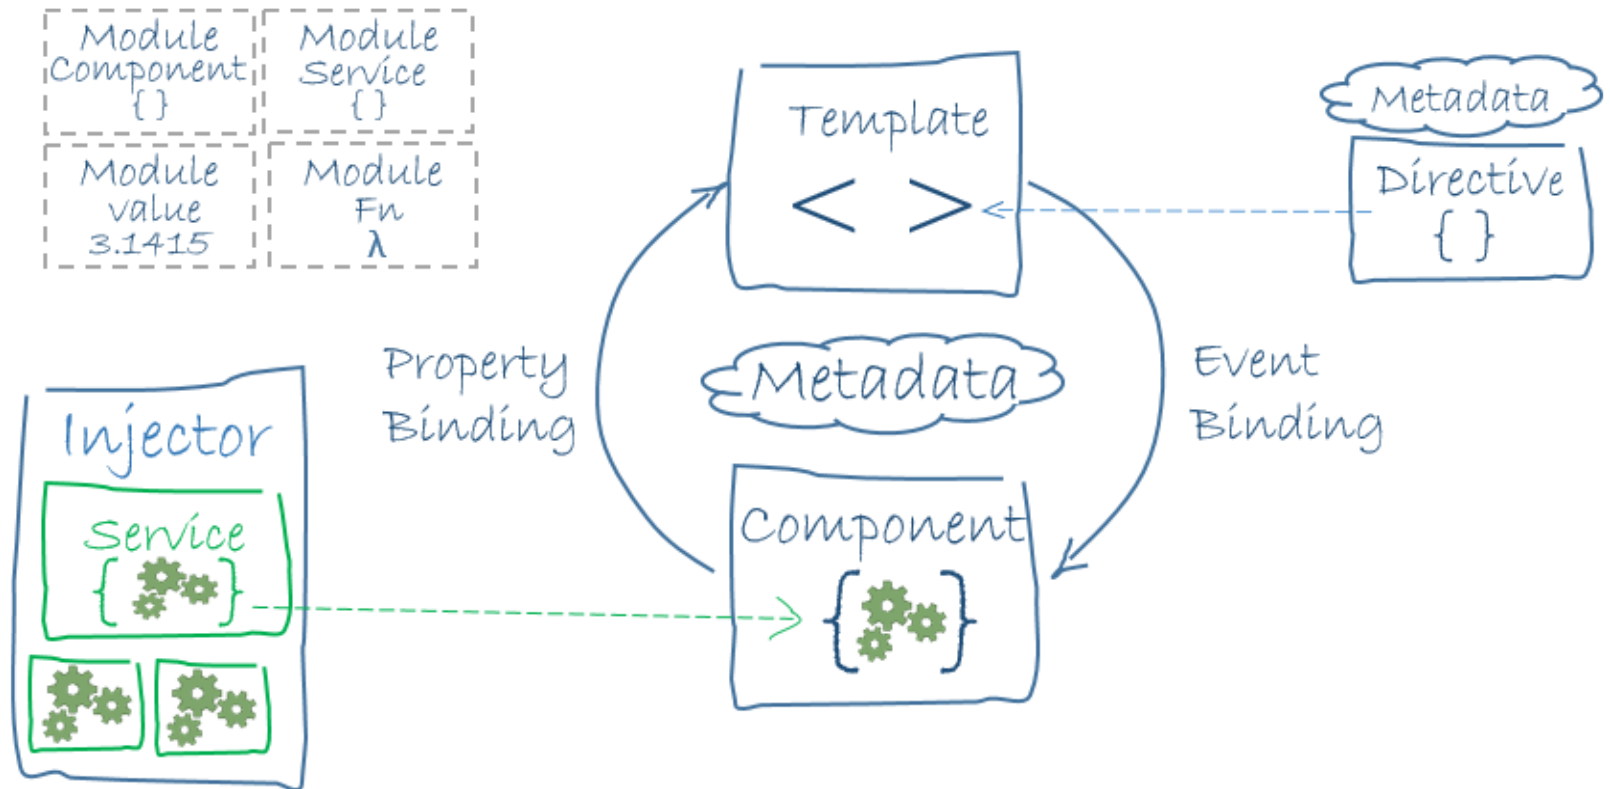 Module
Component
{ }
Module
Service
{ }
Module
value
3.1415
Module
Fn
λ
Template
< >
Metadata
Directive
{ }
Property
Binding
Metadata
Event
Binding
Injector
Service
{ }
Component
{ }